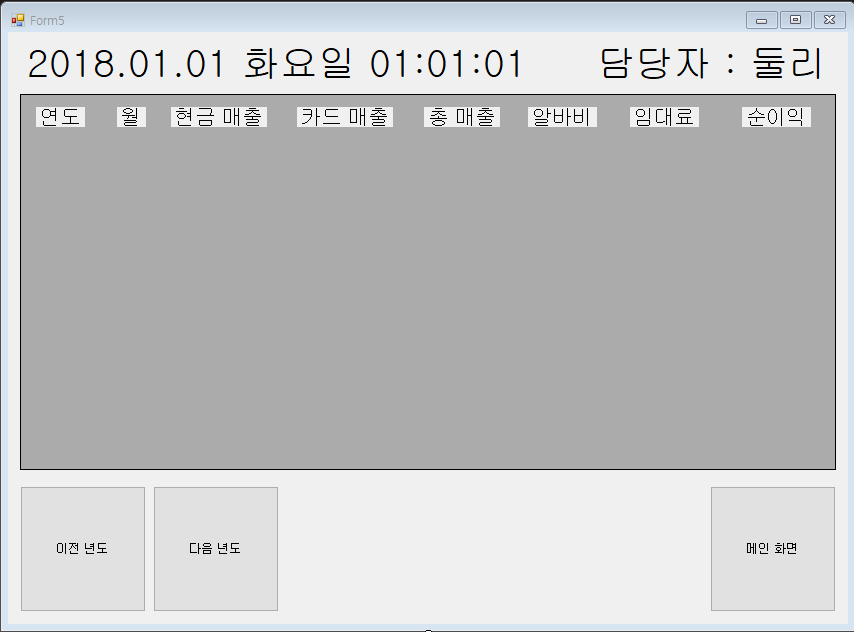 Form5
2018.01.01 화요일 01:01:01 담당자 : 둘리
연도 월 현금 매출 카드 매출 총 매출 알바비 임대료 순이익
이전 년도 다음 년도 메인 화면